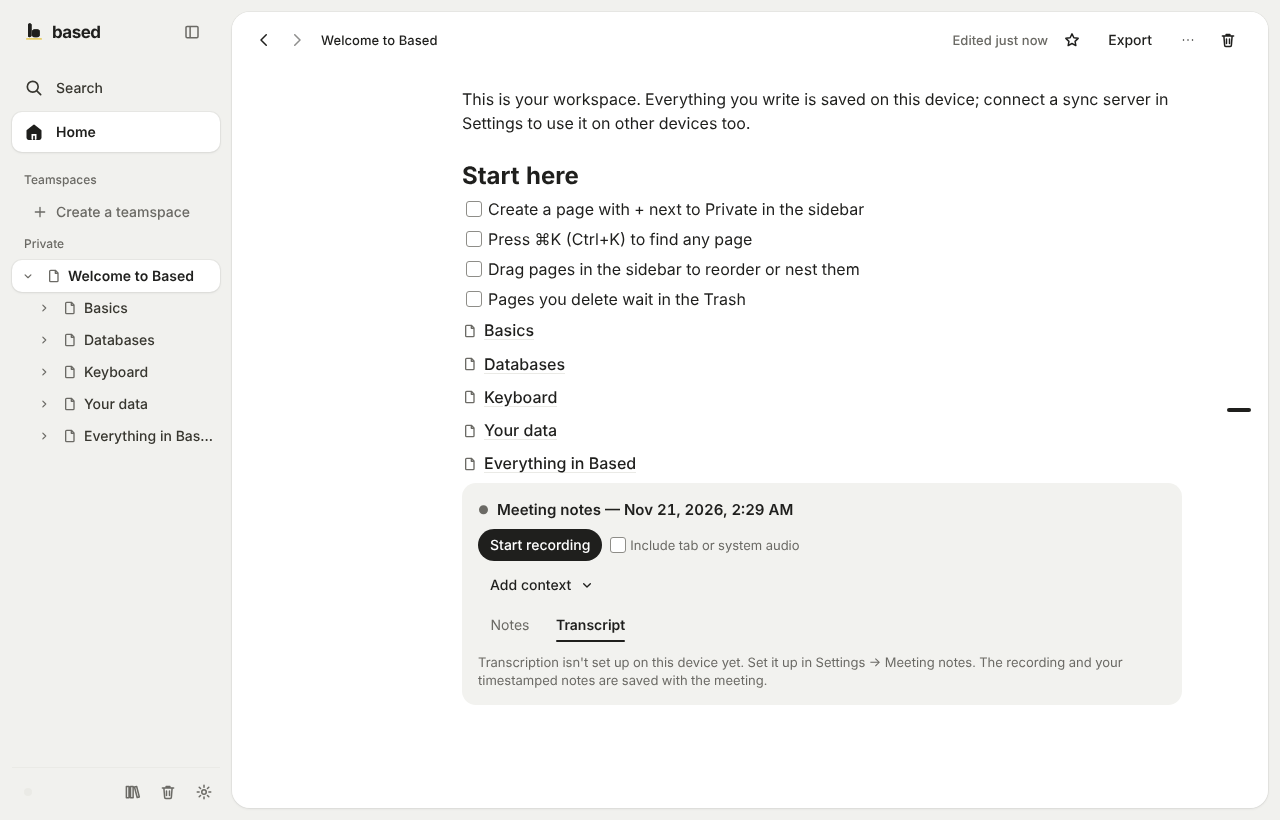 based
Search
Home
Teamspaces
Create a teamspace
Private
Welcome to Based
Basics
Databases
Keyboard
Your data
Everything in Bas...
Welcome to Based
Edited just now
Export
This is your workspace. Everything you write is saved on this device; connect a sync server in
Settings to use it on other devices too.
Start here
Create a page with + next to Private in the sidebar
Press ⌘K (Ctrl+K) to find any page
Drag pages in the sidebar to reorder or nest them
Pages you delete wait in the Trash
Basics
Databases
Keyboard
Your data
Everything in Based
Meeting notes — Nov 21, 2026, 2:29 AM
Start recording
Include tab or system audio
Add context
Notes
Transcript
Transcription isn't set up on this device yet. Set it up in Settings → Meeting notes. The recording and your
timestamped notes are saved with the meeting.